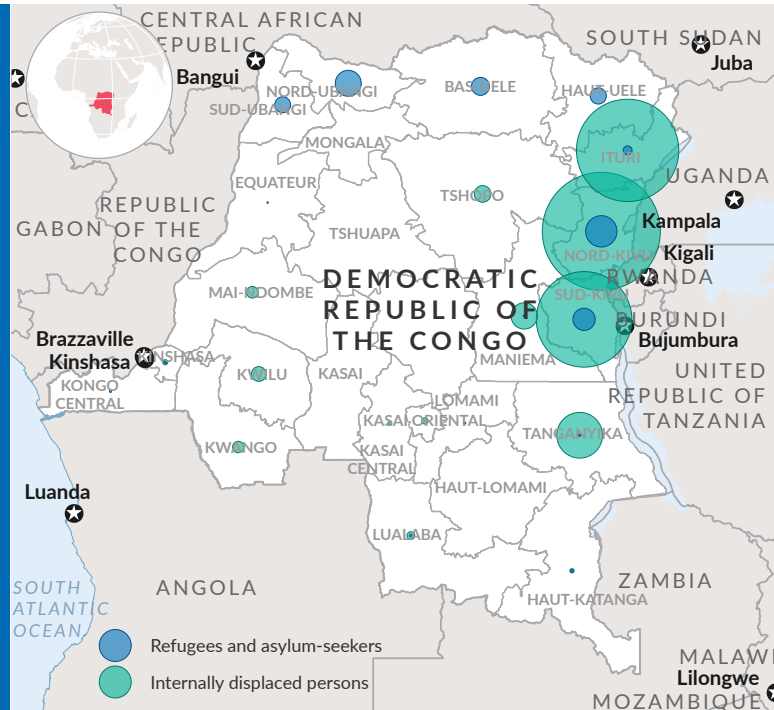 CENTRAL AFRICAN
REPUBLIC
SOUTH SUDAN
Bangui
Juba
NORD-UBANGI
BAS-UELE
HAUT-UELE
SUD-UBANGI
C
MONGALA
ITURI
UGANDA
EQUATEUR
TSHOPO
REPUBLIC
OF THE
CONGO
GABON
TSHUAPA
Kampala
NORD-KIVU
Kigali
RWANDA
DEMOCRATIC
REPUBLIC OF
THE CONGO
MAI-NDOMBE
SUD-KIVU
BURUNDI
Bujumbura
Brazzaville
Kinshasa
KINSHASA
MANIEMA
KONGO
CENTRAL
KWILU
KASAI
UNITED
REPUBLIC OF
TANZANIA
LOMAMI
KASAI-ORIENTAL
TANGANYIKA
KWANGO
KASAI
CENTRAL
HAUT-LOMAMI
Luanda
LUALABA
SOUTH
ATLANTIC
OCEAN
ANGOLA
ZAMBIA
HAUT-KATANGA
Refugees and asylum-seekers
Internally displaced persons
MALAWI
Lilongwe
MOZAMBIQUE